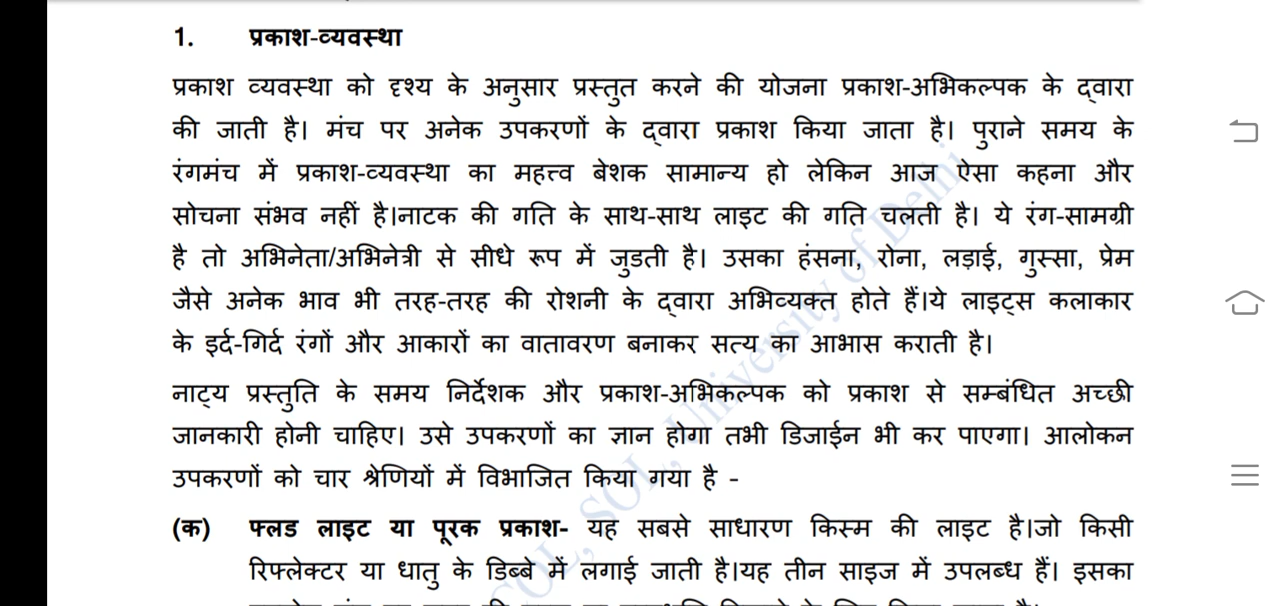 1. प्रकाश-व्यवस्था
प्रकाश व्यवस्था को दृश्य के अनुसार प्रस्तुत करने की योजना प्रकाश-अभिकल्पक के द्वारा
की जाती है। मंच पर अनेक उपकरणों के द्वारा प्रकाश किया जाता है। पुराने समय के
रंगमंच में प्रकाश-व्यवस्था का महत्त्व बेशक सामान्य हो लेकिन आज ऐसा कहना और
सोचना संभव नहीं है।नाटक की गति के साथ-साथ लाइट की गति चलती है। ये रंग-सामग्री
है तो अभिनेता/अभिनेत्री से सीधे रूप में जुडती है। उसका हंसना, रोना, लड़ाई, गुस्सा, प्रेम
जैसे अनेक भाव भी तरह-तरह की रोशनी के द्वारा अभिव्यक्त होते हैं।ये लाइट्स कलाकार
के इर्द-गिर्द रंगों और आकारों का वातावरण बनाकर सत्य का आभास कराती है।
नाट्य प्रस्तुति के समय निर्देशक और प्रकाश-अभिकल्पक को प्रकाश से सम्बंधित अच्छी
जानकारी होनी चाहिए। उसे उपकरणों का ज्ञान होगा तभी डिजाईन भी कर पाएगा। आलोकन
उपकरणों को चार श्रेणियों में विभाजित किया गया है -
(क) फ्लड लाइट या पूरक प्रकाश- यह सबसे साधारण किस्म की लाइट है।जो किसी
रिफ्लेक्टर या धातु के डिब्बे में लगाई जाती है।यह तीन साइज में उपलब्ध हैं। इसका
COL, SOL, University of Delhi